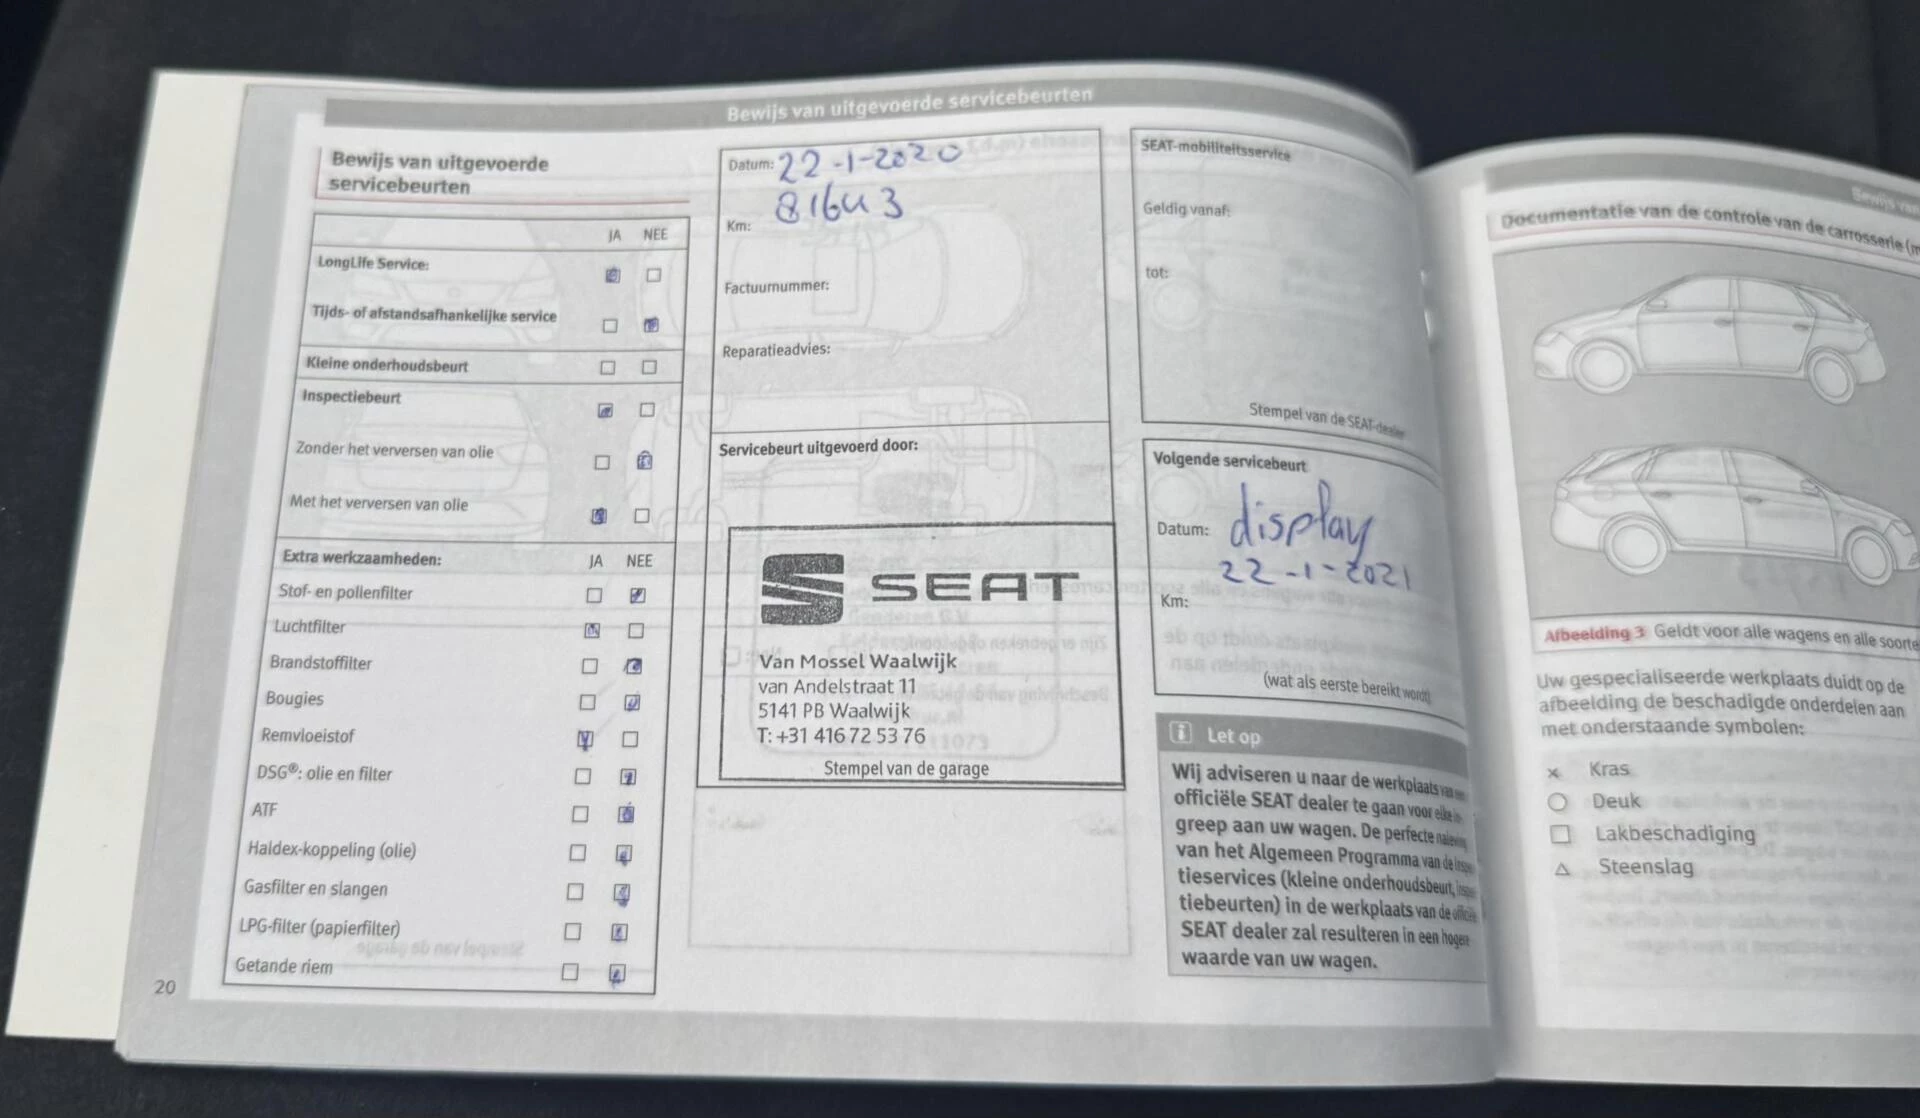 Bewijs van uitgevoerde servicebeurten
Bewijs van uitgevoerde
servicebeurten
JA NEE
LongLife Service:
Tijds- of afstandsafhankelijke service
Kleine onderhoudsbeurt
Inspectiebeurt
Zonder het verversen van olie
Met het verversen van olie
Extra werkzaamheden: JA NEE
Stof- en pollenfilter
Luchtfilter
Brandstoffilter
Bougies
Remvloeistof
DSG®: olie en filter
ATF
Haldex-koppeling (olie)
Gasfilter en slangen
LPG-filter (papierfilter)
Getande riem
20
Datum: 22-1-2020
81643
Km:
Factuurnummer:
Reparatieadvies:
Servicebeurt uitgevoerd door:
SEAT
Van Mossel Waalwijk
van Andelstraat 11
5141 PB Waalwijk
T: +31 416 72 53 76
Stempel van de garage
SEAT-mobiliteitsservice
Geldig vanaf:
tot:
Stempel van de SEAT-dealer
Volgende servicebeurt
Datum: display
22-1-2021
Km:
(wat als eerste bereikt wordt)
i Let op
Wij adviseren u naar de werkplaats van een
officiële SEAT dealer te gaan voor elke in-
greep aan uw wagen. De perfecte naleving
van het Algemeen Programma van de inspec-
tieservices (kleine onderhoudsbeurt, inspec-
tiebeurten) in de werkplaats van de officiële
SEAT dealer zal resulteren in een hogere
waarde van uw wagen.
Bewijs van
Documentatie van de controle van de carrosserie (m
Afbeelding 3 Geldt voor alle wagens en alle soorte
Uw gespecialiseerde werkplaats duidt op de
afbeelding de beschadigde onderdelen aan
met onderstaande symbolen:
× Kras
○ Deuk
□ Lakbeschadiging
△ Steenslag